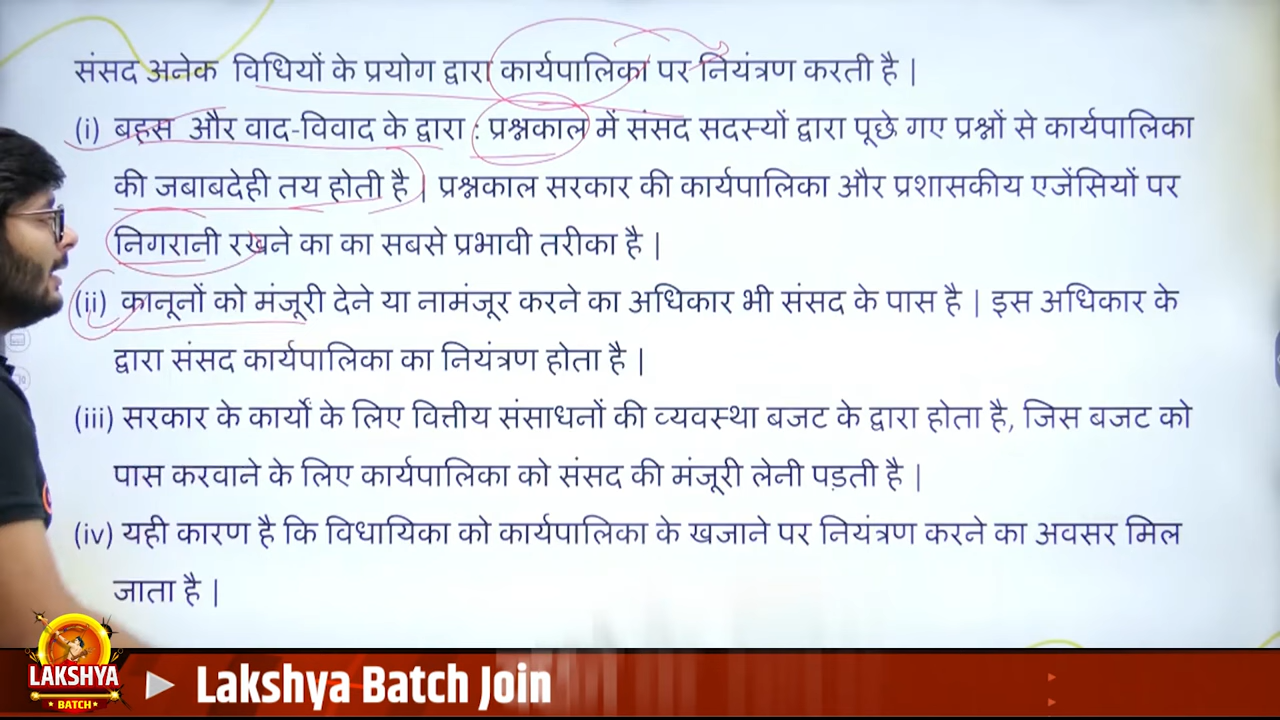 संसद अनेक विधियों के प्रयोग द्वारा कार्यपालिका पर नियंत्रण करती है |
(i) बहस और वाद-विवाद के द्वारा : प्रश्नकाल में संसद सदस्यों द्वारा पूछे गए प्रश्नों से कार्यपालिका
की जबाबदेही तय होती है | प्रश्नकाल सरकार की कार्यपालिका और प्रशासकीय एजेंसियों पर
निगरानी रखने का का सबसे प्रभावी तरीका है |
(ii) कानूनों को मंजूरी देने या नामंजूर करने का अधिकार भी संसद के पास है | इस अधिकार के
द्वारा संसद कार्यपालिका का नियंत्रण होता है |
(iii) सरकार के कार्यों के लिए वित्तीय संसाधनों की व्यवस्था बजट के द्वारा होता है, जिस बजट को
पास करवाने के लिए कार्यपालिका को संसद की मंजूरी लेनी पड़ती है |
(iv) यही कारण है कि विधायिका को कार्यपालिका के खजाने पर नियंत्रण करने का अवसर मिल
जाता है |
LAKSHYA
BATCH
Lakshya Batch Join